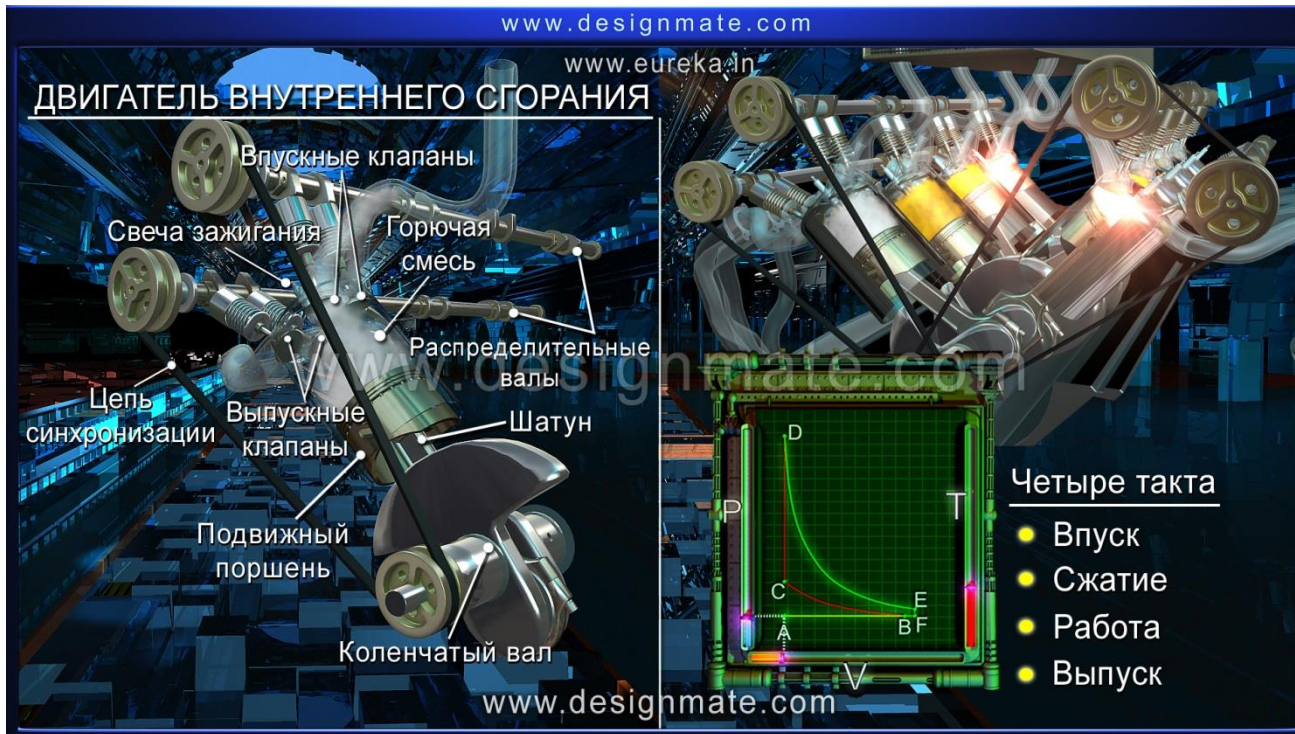 www.designmate.com
www.eureka.in
ДВИГАТЕЛЬ ВНУТРЕННЕГО СГОРАНИЯ
Впускные клапаны
Свеча зажигания
Горючая
смесь
Распределительные
валы
Цепь
синхронизации
Выпускные
клапаны
Шатун
Подвижный
поршень
Коленчатый вал
www.designmate.com
D
P
T
C
E
A
B F
V
Четыре такта
Впуск
Сжатие
Работа
Выпуск
www.designmate.com